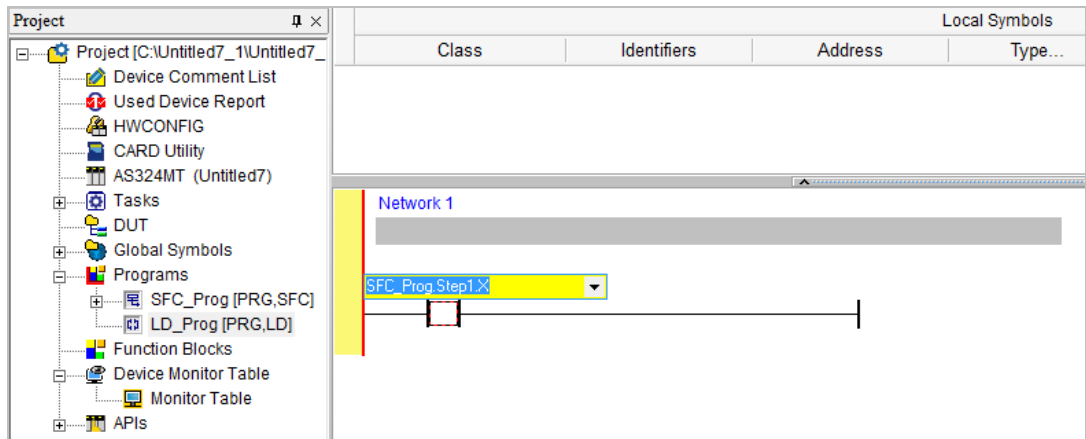 Project
Project [C:\Untitled7_1\Untitled7_
Device Comment List
Used Device Report
HWCONFIG
CARD Utility
AS324MT (Untitled7)
Tasks
DUT
Global Symbols
Programs
SFC_Prog [PRG,SFC]
LD_Prog [PRG,LD]
Function Blocks
Device Monitor Table
Monitor Table
APIs
Local Symbols
Class Identifiers Address Type...
Network 1
SFC_Prog.Step1.X